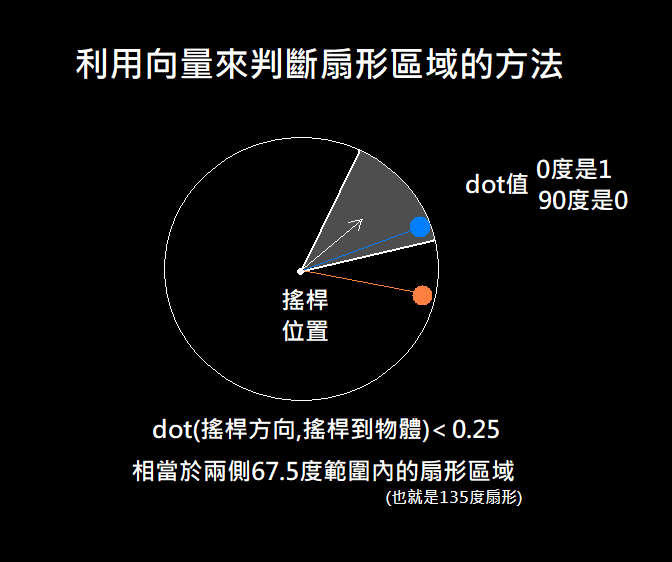 利用向量來判斷扇形區域的方法
dot值
0度是1
90度是0
搖桿
位置
dot(搖桿方向,搖桿到物體)< 0.25
相當於兩側67.5度範圍內的扇形區域
(也就是135度扇形)